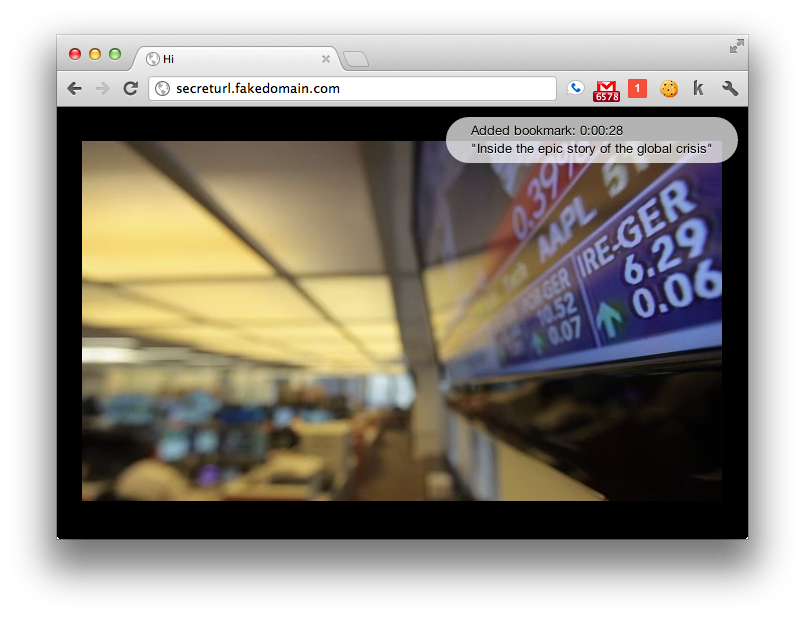 Hi
secreturl.fakedomain.com
6578
1
k
Added bookmark: 0:00:28
"Inside the epic story of the global crisis"
0.39%
AAPL
IRE-GER
6.29
0.06
10.52
0.07